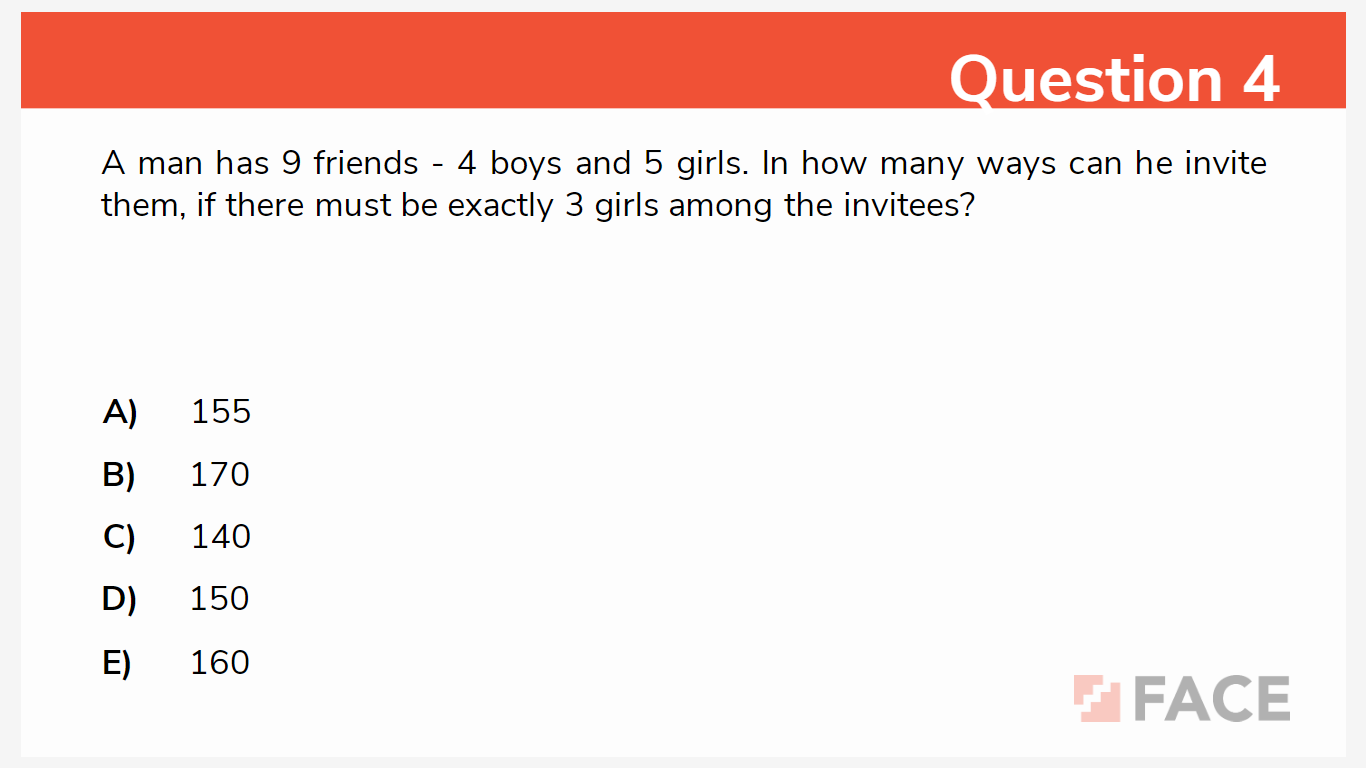 Question 4
A man has 9 friends - 4 boys and 5 girls. In how many ways can he invite
them, if there must be exactly 3 girls among the invitees?
A) 155
B) 170
C) 140
D) 150
E) 160
FACE